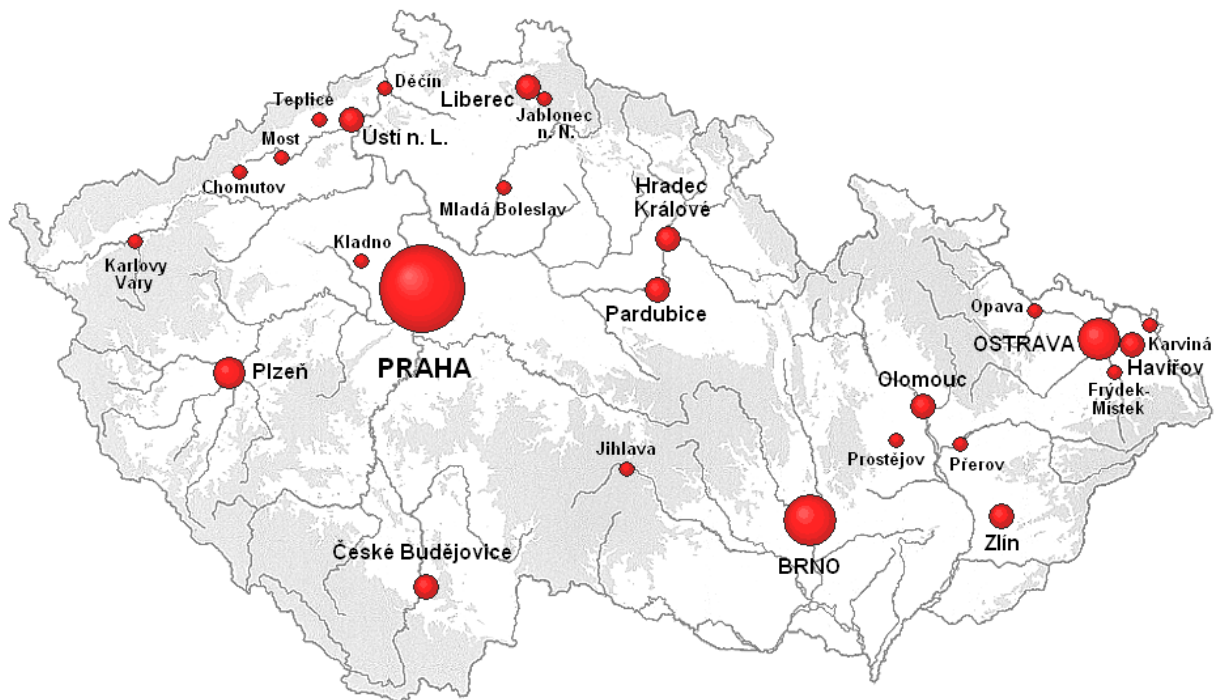 Děčín
Teplice
Liberec
Jablonec
n. N.
Ústí n. L.
Most
Chomutov
Mladá Boleslav
Hradec
Králové
Kladno
Karlovy
Vary
Pardubice
Opava
OSTRAVA
Karviná
Havířov
Frýdek-
Místek
PRAHA
Plzeň
Olomouc
Jihlava
Prostějov
Přerov
České Budějovice
BRNO
Zlín